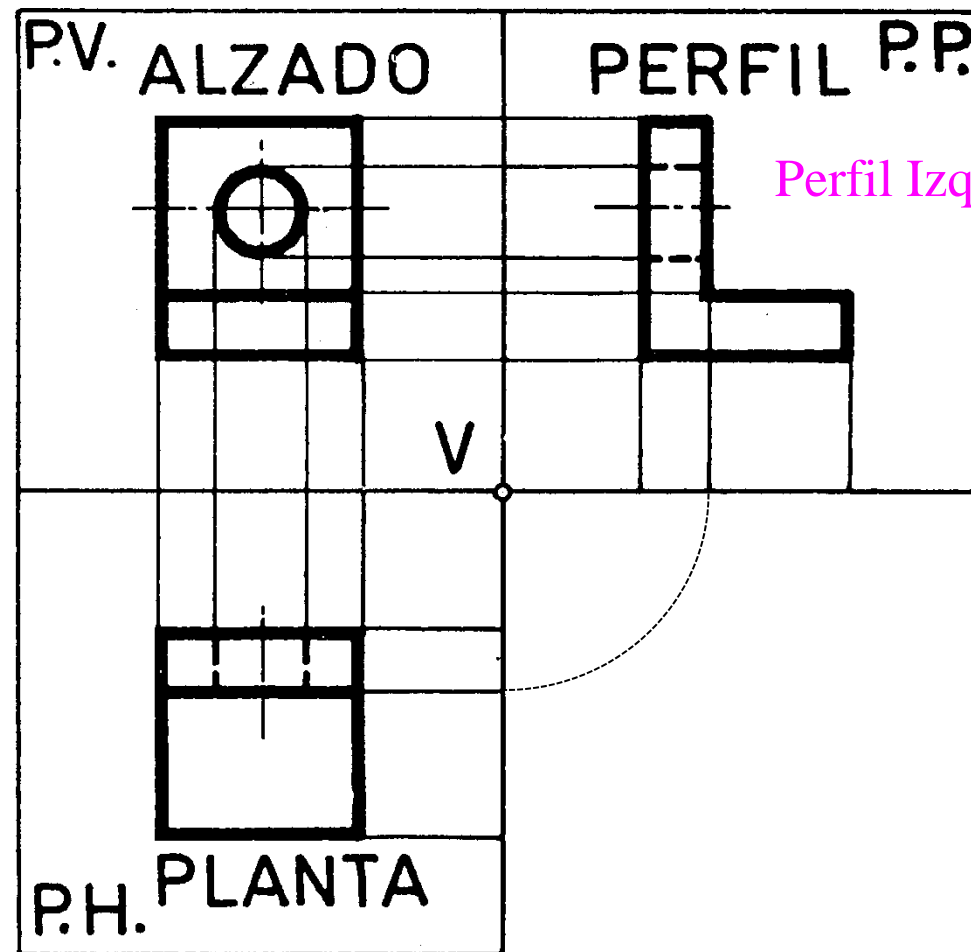 P.V.
ALZADO
PERFIL
P.P.
Perfil Izq
V
PLANTA
P.H.